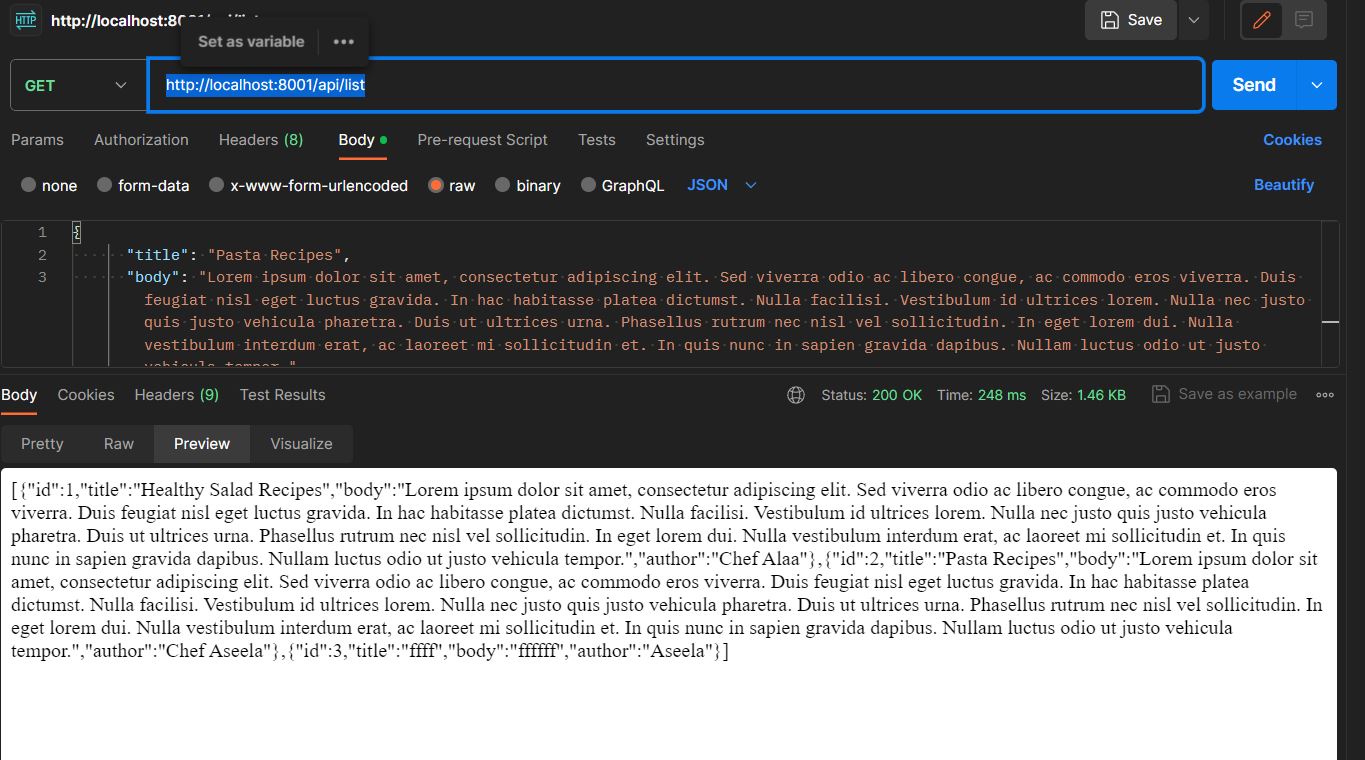 HTTP
http://localhost:8001/api/list
Save
Set as variable
GET
http://localhost:8001/api/list
Send
Params Authorization Headers (8) Body Pre-request Script Tests Settings Cookies
none form-data x-www-form-urlencoded raw binary GraphQL JSON Beautify
1 {
2 "title": "Pasta Recipes",
3 "body": "Lorem ipsum dolor sit amet, consectetur adipiscing elit. Sed viverra odio ac libero congue, ac commodo eros viverra. Duis
feugiat nisl eget luctus gravida. In hac habitasse platea dictumst. Nulla facilisi. Vestibulum id ultrices lorem. Nulla nec justo
quis justo vehicula pharetra. Duis ut ultrices urna. Phasellus rutrum nec nisl vel sollicitudin. In eget lorem dui. Nulla
vestibulum interdum erat, ac laoreet mi sollicitudin et. In quis nunc in sapien gravida dapibus. Nullam luctus odio ut justo
vehicula tempor."
Body Cookies Headers (9) Test Results Status: 200 OK Time: 248 ms Size: 1.46 KB Save as example
Pretty Raw Preview Visualize
[{"id":1,"title":"Healthy Salad Recipes","body":"Lorem ipsum dolor sit amet, consectetur adipiscing elit. Sed viverra odio ac libero congue, ac commodo eros
viverra. Duis feugiat nisl eget luctus gravida. In hac habitasse platea dictumst. Nulla facilisi. Vestibulum id ultrices lorem. Nulla nec justo quis justo vehicula
pharetra. Duis ut ultrices urna. Phasellus rutrum nec nisl vel sollicitudin. In eget lorem dui. Nulla vestibulum interdum erat, ac laoreet mi sollicitudin et. In quis
nunc in sapien gravida dapibus. Nullam luctus odio ut justo vehicula tempor.","author":"Chef Alaa"},{"id":2,"title":"Pasta Recipes","body":"Lorem ipsum dolor sit
amet, consectetur adipiscing elit. Sed viverra odio ac libero congue, ac commodo eros viverra. Duis feugiat nisl eget luctus gravida. In hac habitasse platea
dictumst. Nulla facilisi. Vestibulum id ultrices lorem. Nulla nec justo quis justo vehicula pharetra. Duis ut ultrices urna. Phasellus rutrum nec nisl vel sollicitudin. In
eget lorem dui. Nulla vestibulum interdum erat, ac laoreet mi sollicitudin et. In quis nunc in sapien gravida dapibus. Nullam luctus odio ut justo vehicula
tempor.","author":"Chef Aseela"},{"id":3,"title":"ffff","body":"ffffff","author":"Aseela"}]